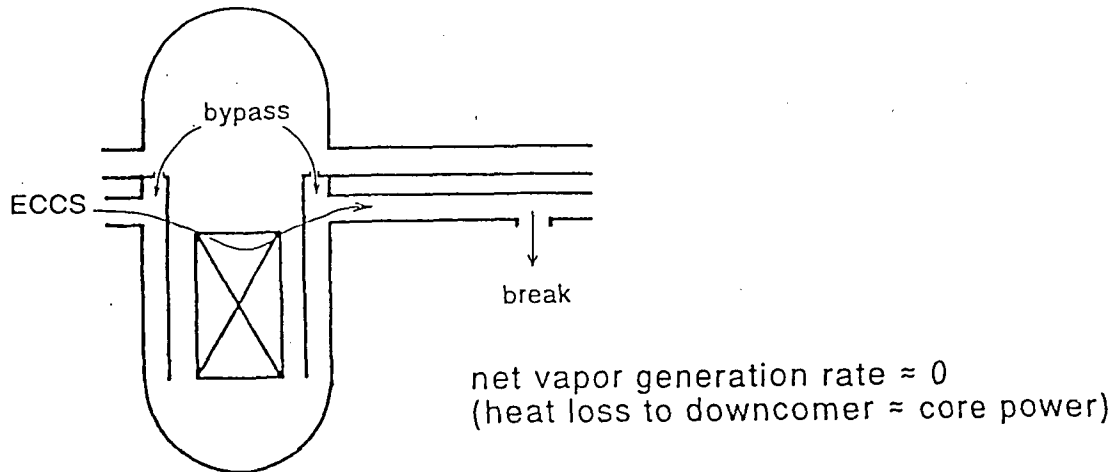 bypass
ECCS
break
net vapor generation rate ≈ 0
(heat loss to downcomer ≈ core power)